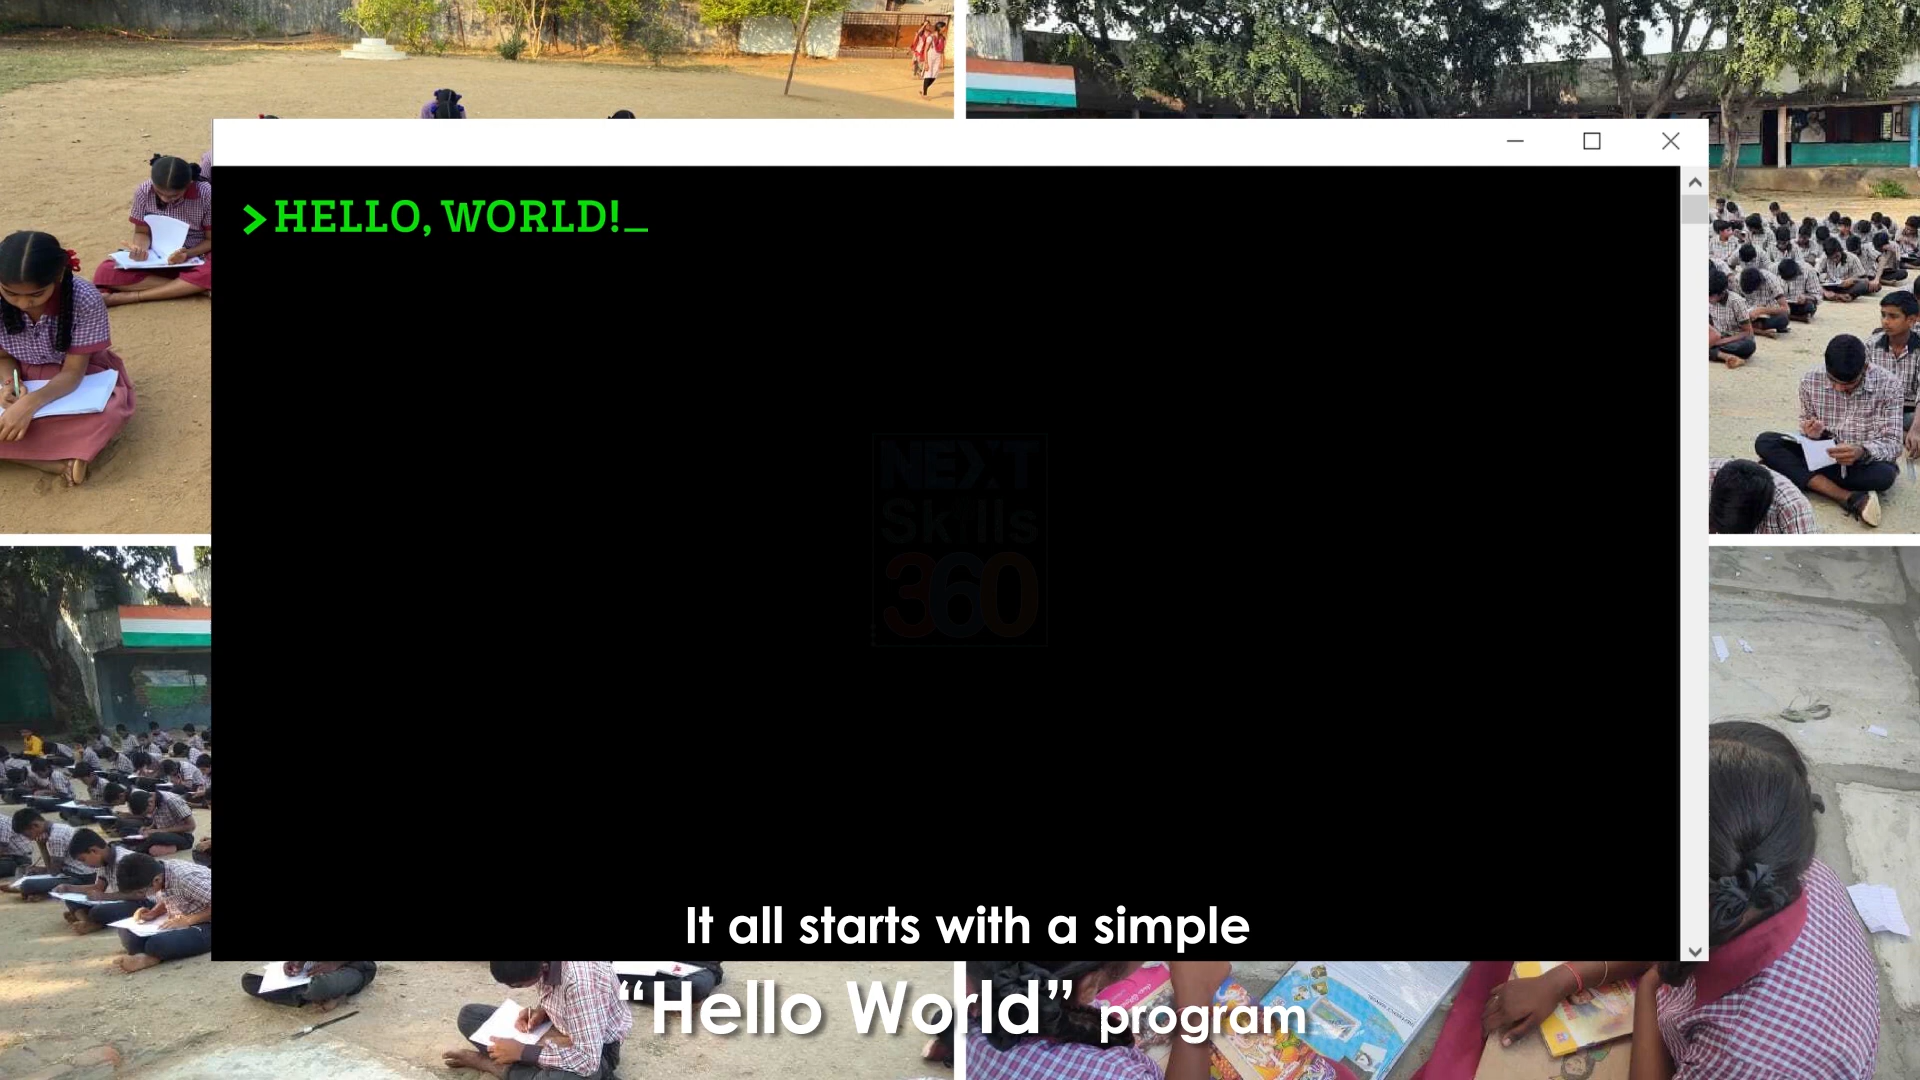 >HELLO, WORLD!_
NEXT
Skills
360
It all starts with a simple
“Hello World” program